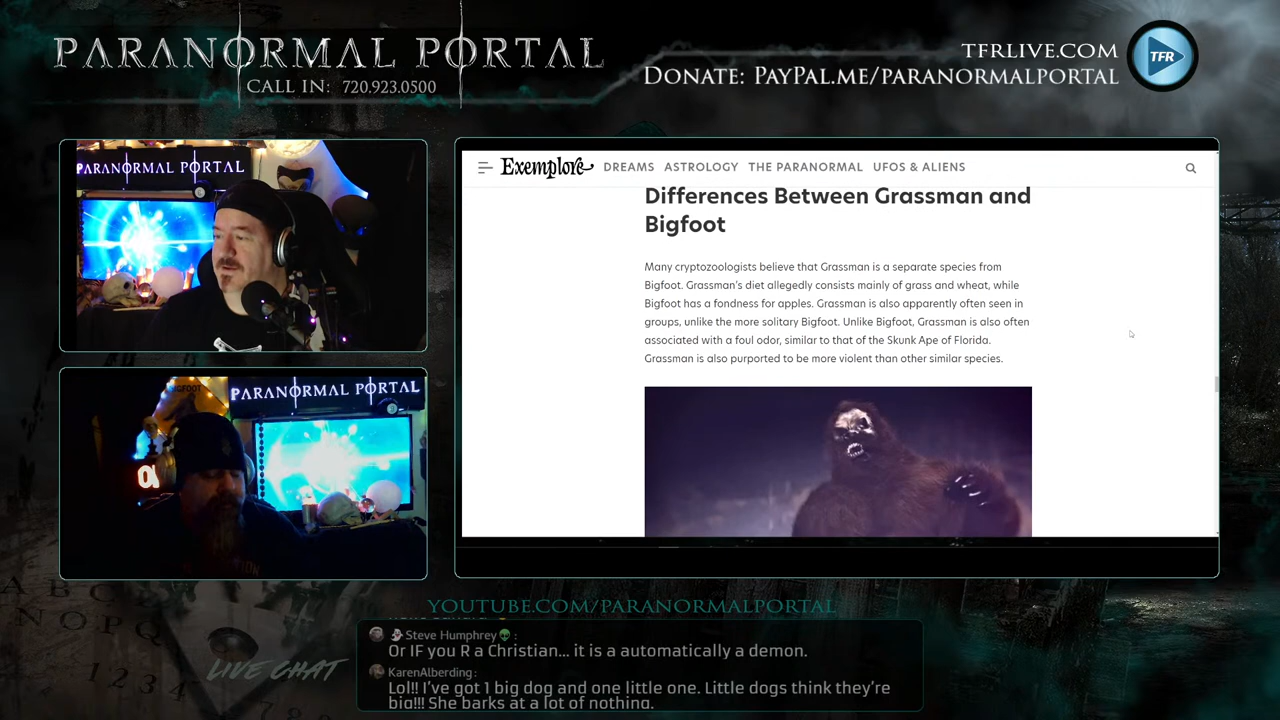 PARANORMAL PORTAL
CALL IN: 720.923.0500
TFRLIVE.COM
DONATE: PAYPAL.ME/PARANORMALPORTAL
TFR
PARANORMAL PORTAL
BIGFOOT
PARANORMAL PORTAL
Exemplore
DREAMS ASTROLOGY THE PARANORMAL UFOS & ALIENS
Differences Between Grassman and
Bigfoot
Many cryptozoologists believe that Grassman is a separate species from
Bigfoot. Grassman's diet allegedly consists mainly of grass and wheat, while
Bigfoot has a fondness for apples. Grassman is also apparently often seen in
groups, unlike the more solitary Bigfoot. Unlike Bigfoot, Grassman is also often
associated with a foul odor, similar to that of the Skunk Ape of Florida.
Grassman is also purported to be more violent than other similar species.
YOUTUBE.COM/PARANORMALPORTAL
A B C D
N O P Q
1 2 3 4
LIVE CHAT
Steve Humphrey :
Or IF you R a Christian... it is a automatically a demon.
KarenAlberding :
Lol!! I've got 1 big dog and one little one. Little dogs think they're
big!!! She barks at a lot of nothing.